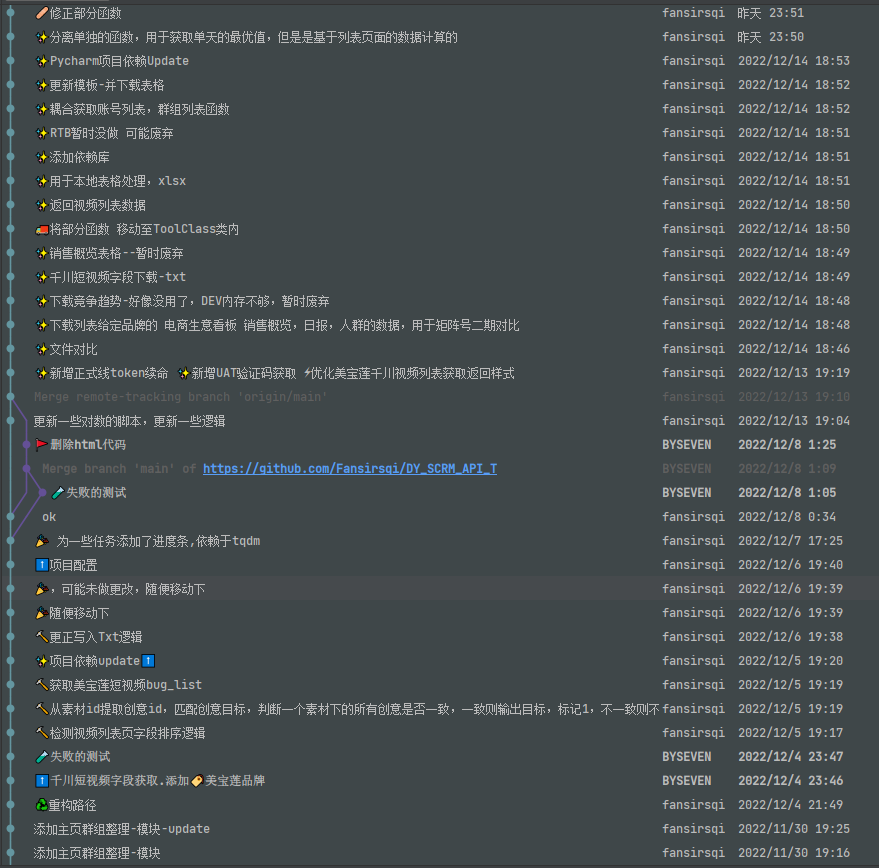 修正部分函数 fansirsqi 昨天 23:51
分离单独的函数，用于获取单天的最优值，但是是基于列表页面的数据计算的 fansirsqi 昨天 23:50
Pycharm项目依赖Update fansirsqi 2022/12/14 18:53
更新模板-并下载表格 fansirsqi 2022/12/14 18:52
耦合获取账号列表，群组列表函数 fansirsqi 2022/12/14 18:52
RTB暂时没做 可能废弃 fansirsqi 2022/12/14 18:51
添加依赖库 fansirsqi 2022/12/14 18:51
用于本地表格处理，xlsx fansirsqi 2022/12/14 18:51
返回视频列表数据 fansirsqi 2022/12/14 18:50
将部分函数 移动至ToolClass类内 fansirsqi 2022/12/14 18:50
销售概览表格--暂时废弃 fansirsqi 2022/12/14 18:49
千川短视频字段下载-txt fansirsqi 2022/12/14 18:49
下载竞争趋势-好像没用了，DEV内存不够，暂时废弃 fansirsqi 2022/12/14 18:48
下载列表给定品牌的 电商生意看板 销售概览，日报，人群的数据，用于矩阵号二期对比 fansirsqi 2022/12/14 18:48
文件对比 fansirsqi 2022/12/14 18:46
新增正式线token续命 新增UAT验证码获取 ⚡优化美宝莲千川视频列表获取返回样式 fansirsqi 2022/12/13 19:19
Merge remote-tracking branch 'origin/main' fansirsqi 2022/12/13 19:10
更新一些对数的脚本，更新一些逻辑 fansirsqi 2022/12/13 19:04
删除html代码 BYSEVEN 2022/12/8 1:25
Merge branch 'main' of https://github.com/Fansirsqi/DY_SCRM_API_T BYSEVEN 2022/12/8 1:09
失败的测试 BYSEVEN 2022/12/8 1:05
ok fansirsqi 2022/12/8 0:34
为一些任务添加了进度条,依赖于tqdm fansirsqi 2022/12/7 17:25
项目配置 fansirsqi 2022/12/6 19:40
，可能未做更改，随便移动下 fansirsqi 2022/12/6 19:39
随便移动下 fansirsqi 2022/12/6 19:39
更正写入Txt逻辑 fansirsqi 2022/12/6 19:38
项目依赖update fansirsqi 2022/12/5 19:20
获取美宝莲短视频bug_list fansirsqi 2022/12/5 19:19
从素材id提取创意id，匹配创意目标，判断一个素材下的所有创意是否一致，一致则输出目标，标记1，不一致则不 fansirsqi 2022/12/5 19:19
检测视频列表页字段排序逻辑 fansirsqi 2022/12/5 19:17
失败的测试 BYSEVEN 2022/12/4 23:47
千川短视频字段获取.添加美宝莲品牌 BYSEVEN 2022/12/4 23:46
重构路径 fansirsqi 2022/12/4 21:49
添加主页群组整理-模块-update fansirsqi 2022/11/30 19:25
添加主页群组整理-模块 fansirsqi 2022/11/30 19:16